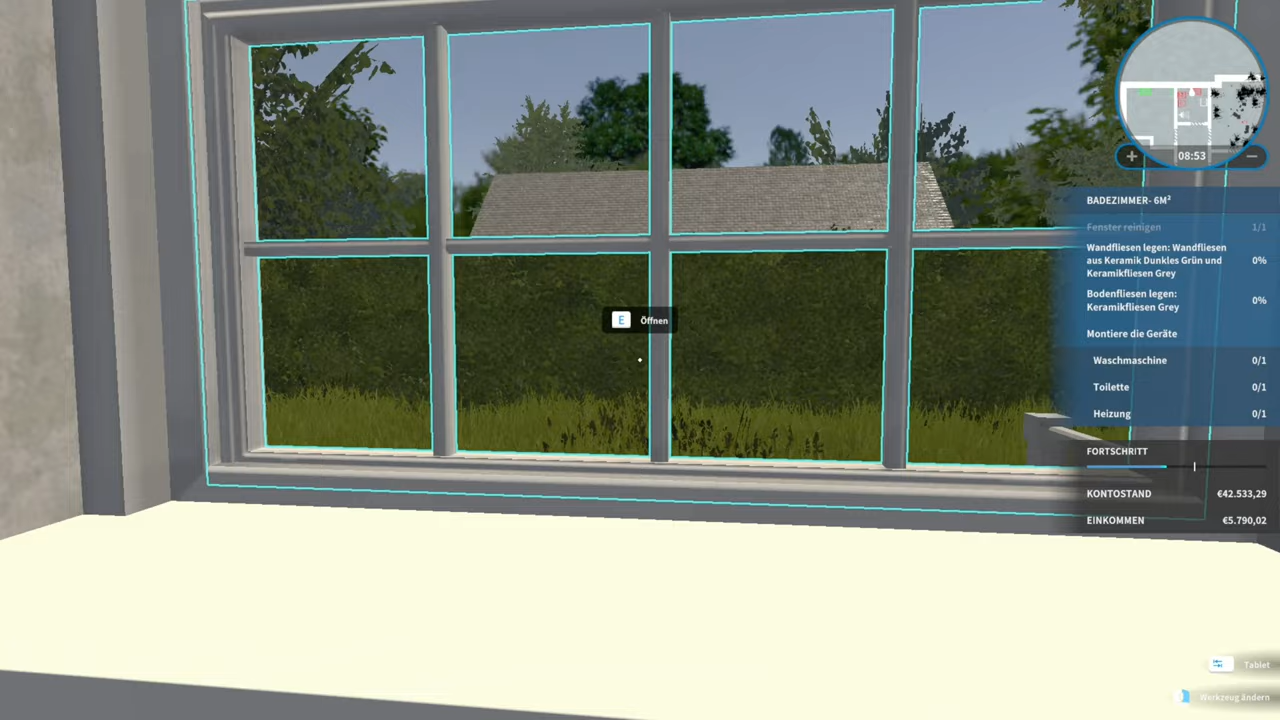 08:53
BADEZIMMER- 6M²
Fenster reinigen 1/1
Wandfliesen legen: Wandfliesen
aus Keramik Dunkles Grün und 0%
Keramikfliesen Grey
Bodenfliesen legen: 0%
Keramikfliesen Grey
Montiere die Geräte
Waschmaschine 0/1
Toilette 0/1
Heizung 0/1
E Öffnen
FORTSCHRITT
KONTOSTAND €42.533,29
EINKOMMEN €5.790,02
Tablet
Werkzeug ändern